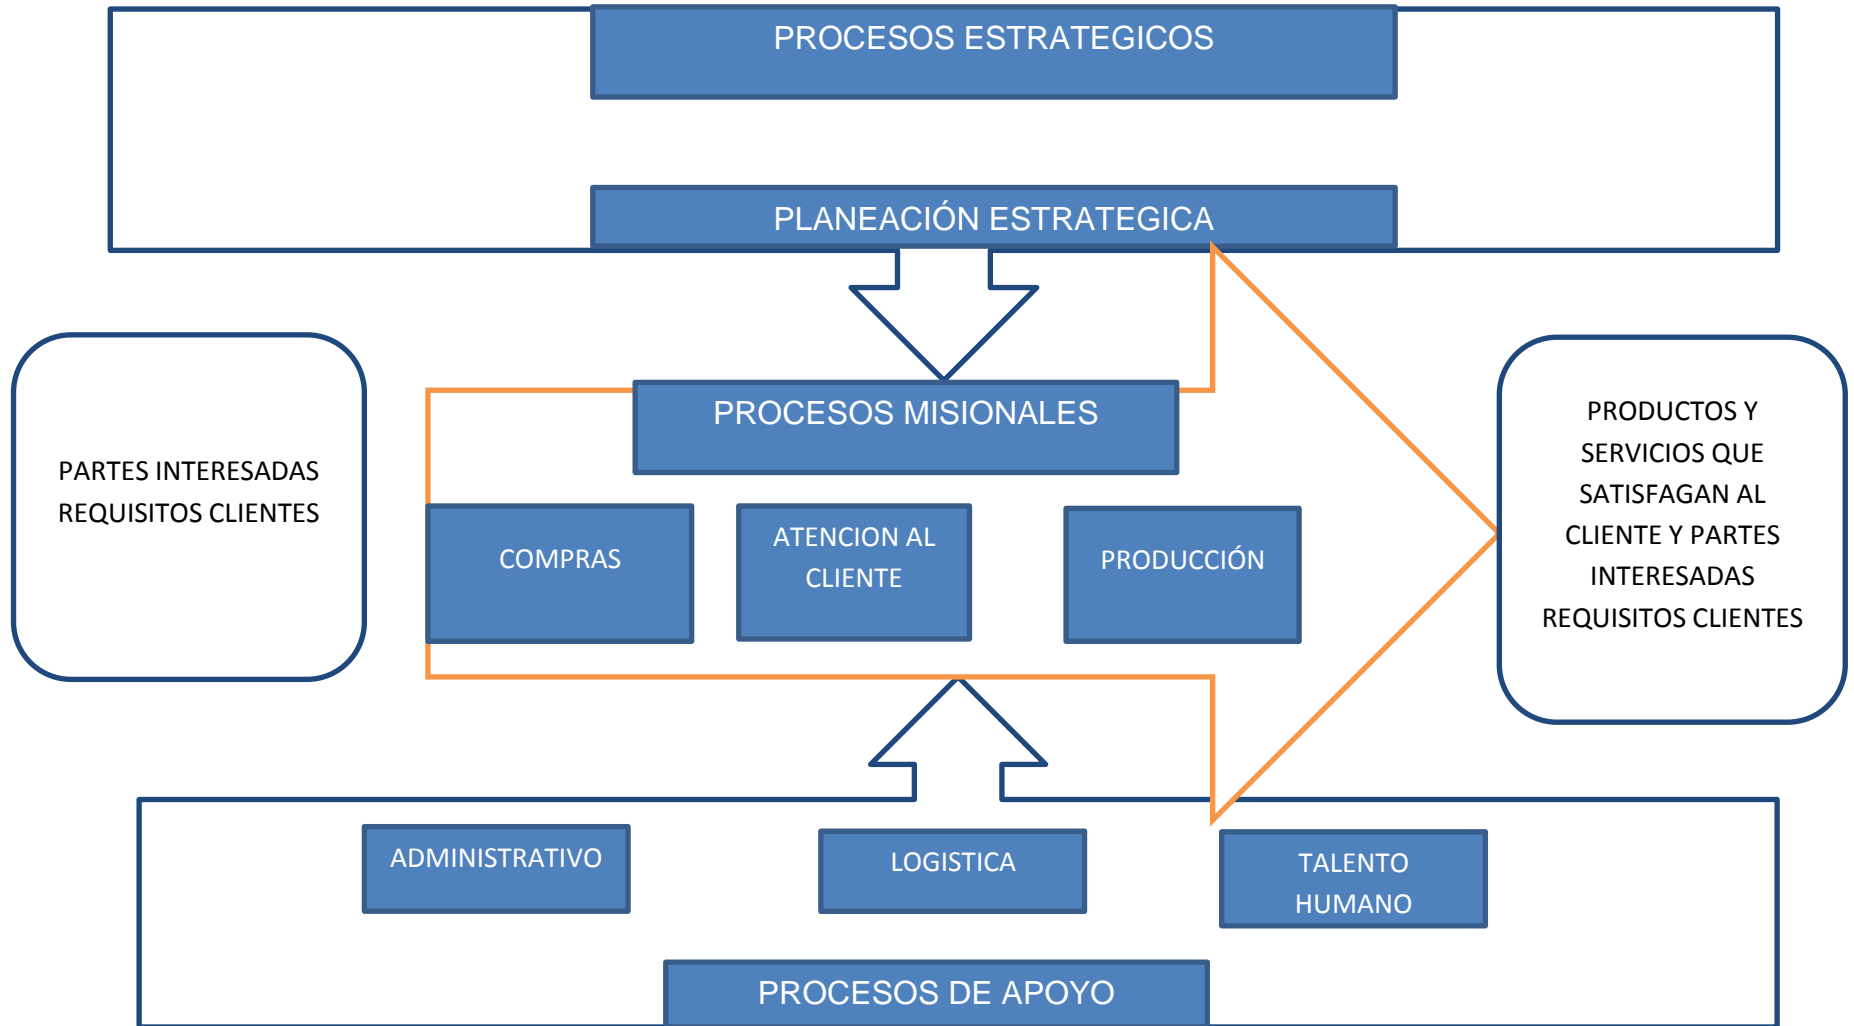 PROCESOS ESTRATEGICOS
PLANEACIÓN ESTRATEGICA
PARTES INTERESADAS
REQUISITOS CLIENTES
PROCESOS MISIONALES
COMPRAS
ATENCION AL
CLIENTE
PRODUCCIÓN
PRODUCTOS Y
SERVICIOS QUE
SATISFAGAN AL
CLIENTE Y PARTES
INTERESADAS
REQUISITOS CLIENTES
ADMINISTRATIVO
LOGISTICA
TALENTO
HUMANO
PROCESOS DE APOYO